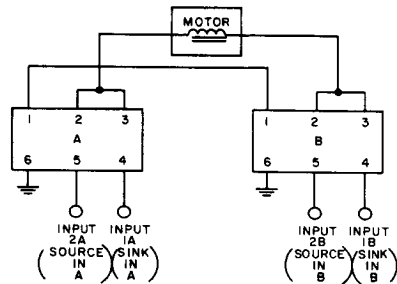 MOTOR
1 2 3
A
6 5 4
1 2 3
B
6 5 4
INPUT
2A
(SOURCE
IN
A)
INPUT
1A
(SINK
IN
A)
INPUT
2B
(SOURCE
IN
B)
INPUT
1B
(SINK
IN
B)